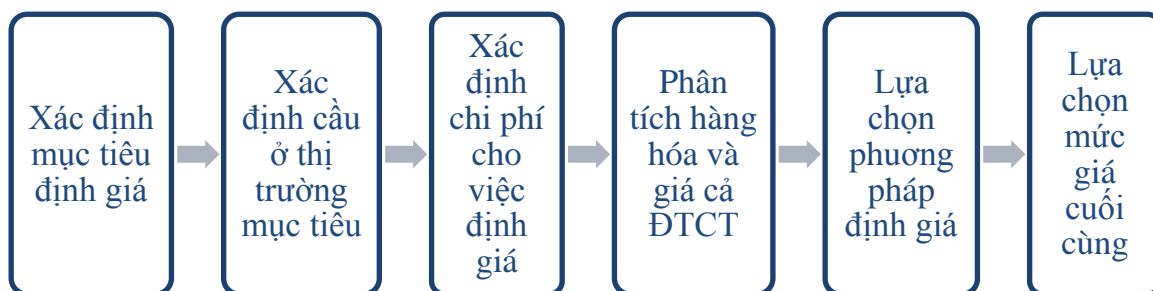 Xác định
mục tiêu
định giá
Xác
định cầu
ở thị
trường
mục tiêu
Xác
định
chi phí
cho
việc
định
giá
Phân
tích hàng
hóa và
giá cả
ĐTCT
Lựa
chọn
phuơng
pháp
định giá
Lựa
chọn
mức
giá
cuối
cùng